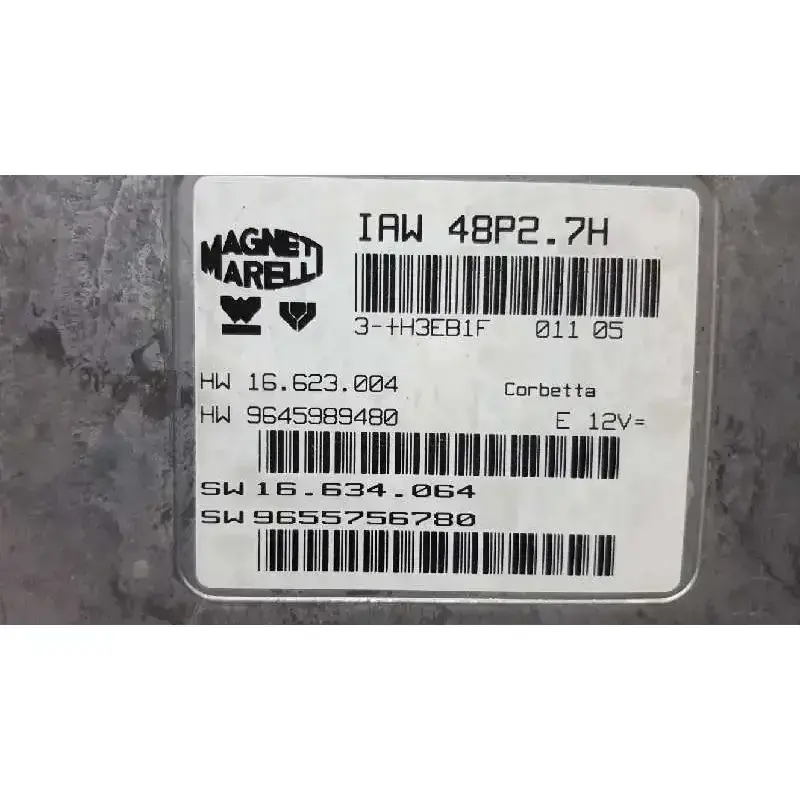 MAGNETI
MARELLI
IAW 48P2.7H
3-+H3EB1F 011 05
HW 16.623.004
Corbetta
HW 9645989480
E 12V=
SW 16.634.064
SW 9655756780